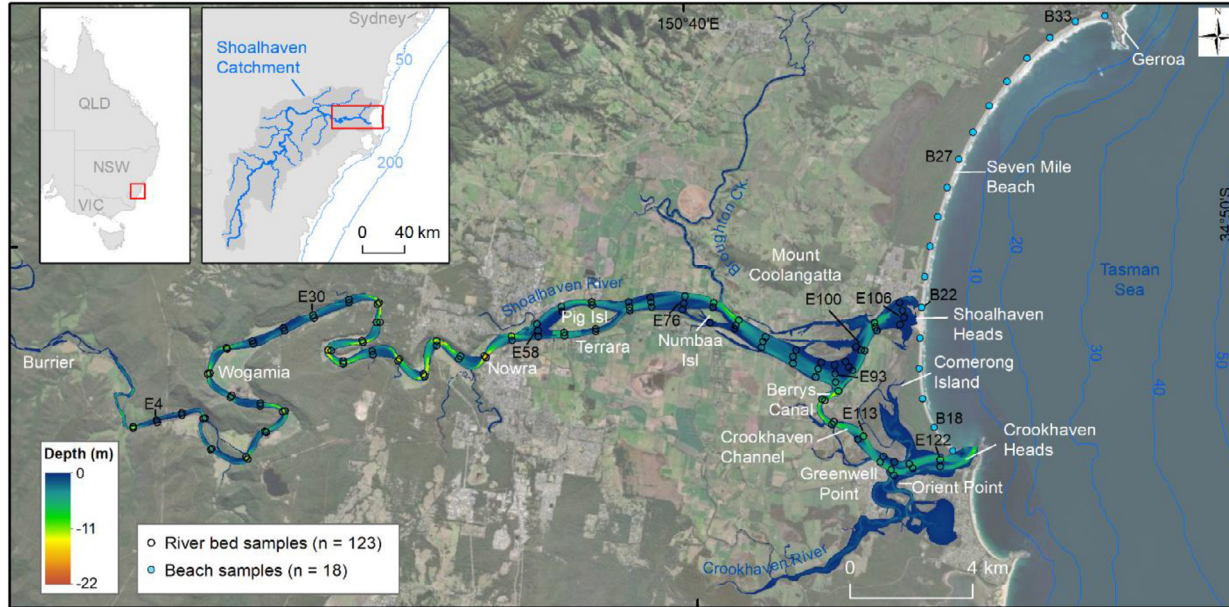 QLD
NSW
VIC
Sydney
50
Shoalhaven
Catchment
200
0 40 km
150°40'E
B33
N
Gerroa
B27
Seven Mile
Beach
34°50'S
10
20
30
40
50
Tasman
Sea
Broughton Ck.
Mount
Coolangatta
E100
E106
B22
Shoalhaven
Heads
Shoalhaven River
E30
Pig Isl
E76
E58
Terrara
Numbaa
Isl
Burrier
Wogamia
Nowra
E93
Comerong
Island
Berrys
Canal
E4
E113
B18
E122
Crookhaven
Channel
Crookhaven
Heads
Greenwell
Point
Orient Point
Crookhaven River
Depth (m)
0
-11
-22
River bed samples (n = 123)
Beach samples (n = 18)
0 4 km